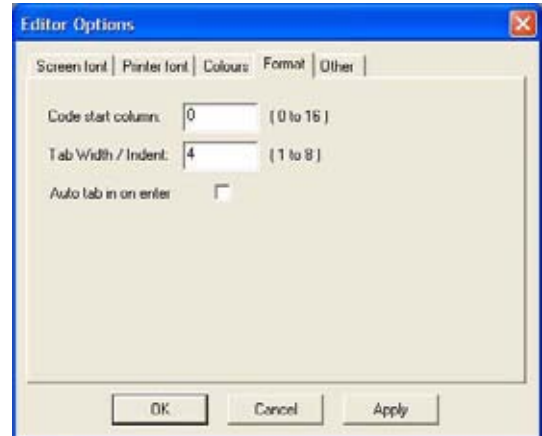 Editor Options
Screen font Printer font Colours Format Other
Code start column: 0 ( 0 to 16 )
Tab Width / Indent: 4 ( 1 to 8 )
Auto tab in on enter
OK Cancel Apply